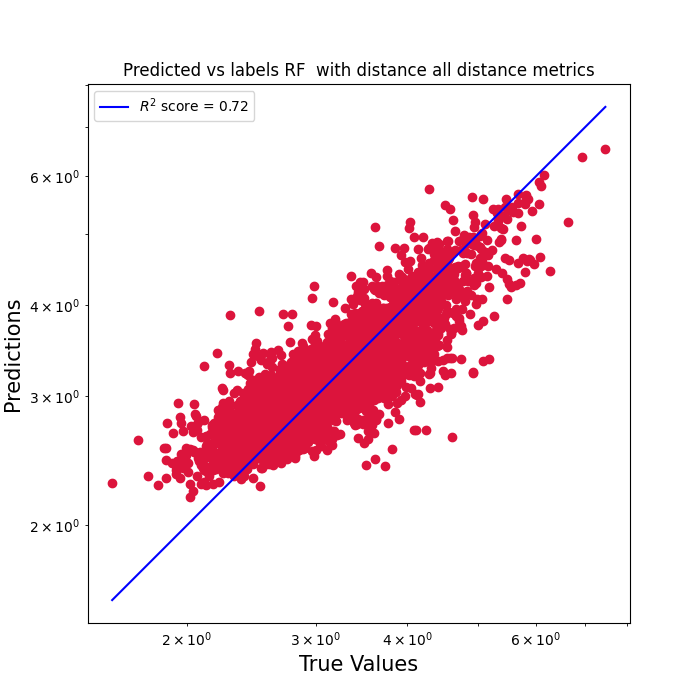 Predicted vs labels RF  with distance all distance metrics
R² score = 0.72
Predictions
6 × 10⁰
4 × 10⁰
3 × 10⁰
2 × 10⁰
2 × 10⁰ 3 × 10⁰ 4 × 10⁰ 6 × 10⁰
True Values